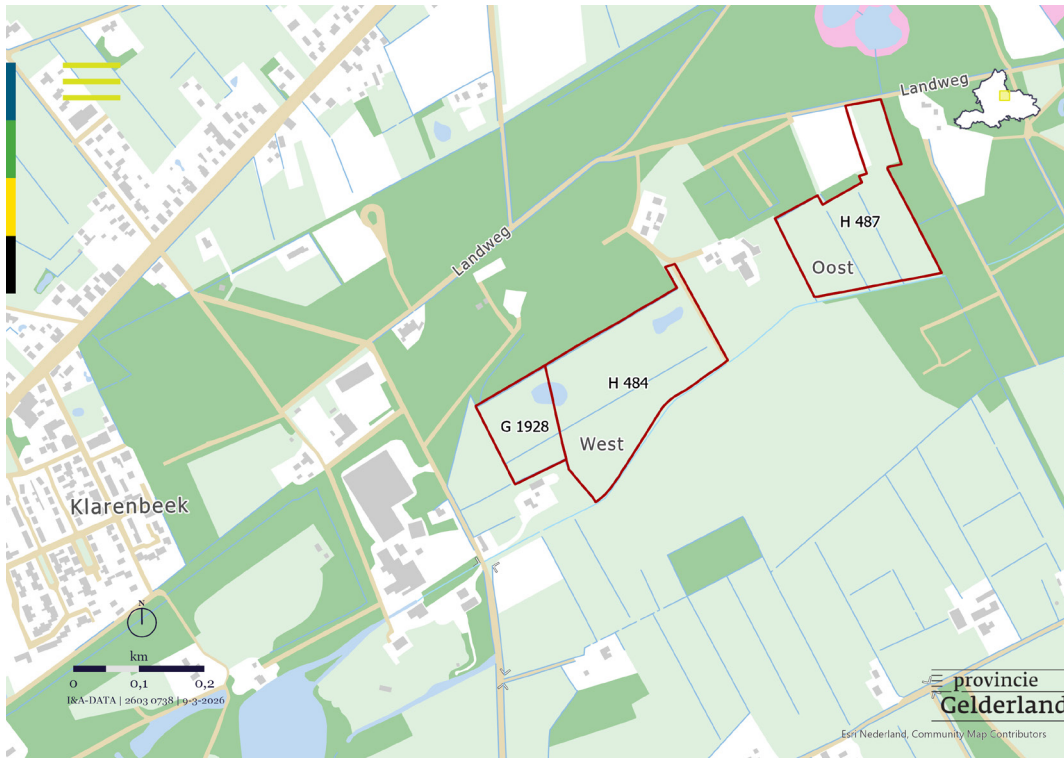 Landweg
H 487
Oost
Landweg
H 484
G 1928
West
Klarenbeek
N
km
0 0,1 0,2
I&A-DATA | 2603 0738 | 9-3-2026
provincie
Gelderland
Esri Nederland, Community Map Contributors